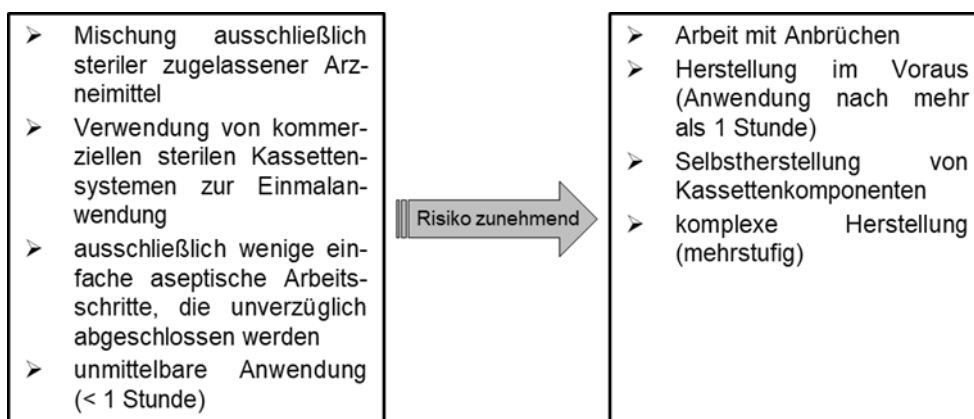 ➢ Mischung ausschließlich
steriler zugelassener Arz-
neimittel
➢ Verwendung von kommer-
ziellen sterilen Kassetten-
systemen zur Einmalan-
wendung
➢ ausschließlich wenige ein-
fache aseptische Arbeits-
schritte, die unverzüglich
abgeschlossen werden
➢ unmittelbare Anwendung
(< 1 Stunde)
Risiko zunehmend
➢ Arbeit mit Anbrüchen
➢ Herstellung im Voraus
(Anwendung nach mehr
als 1 Stunde)
➢ Selbstherstellung von
Kassettenkomponenten
➢ komplexe Herstellung
(mehrstufig)